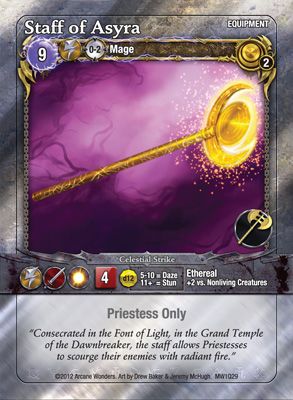 Staff of Asyra
EQUIPMENT
9
0-2
Mage
2
Celestial Strike
4
d12
5-10 = Daze
11+ = Stun
Ethereal
+2 vs. Nonliving Creatures
Priestess Only
“Consecrated in the Font of Light, in the Grand Temple
of the Dawnbreaker, the staff allows Priestesses
to scourge their enemies with radiant fire.”
©2012 Arcane Wonders. Art by Drew Baker & Jeremy McHugh. MW1O29